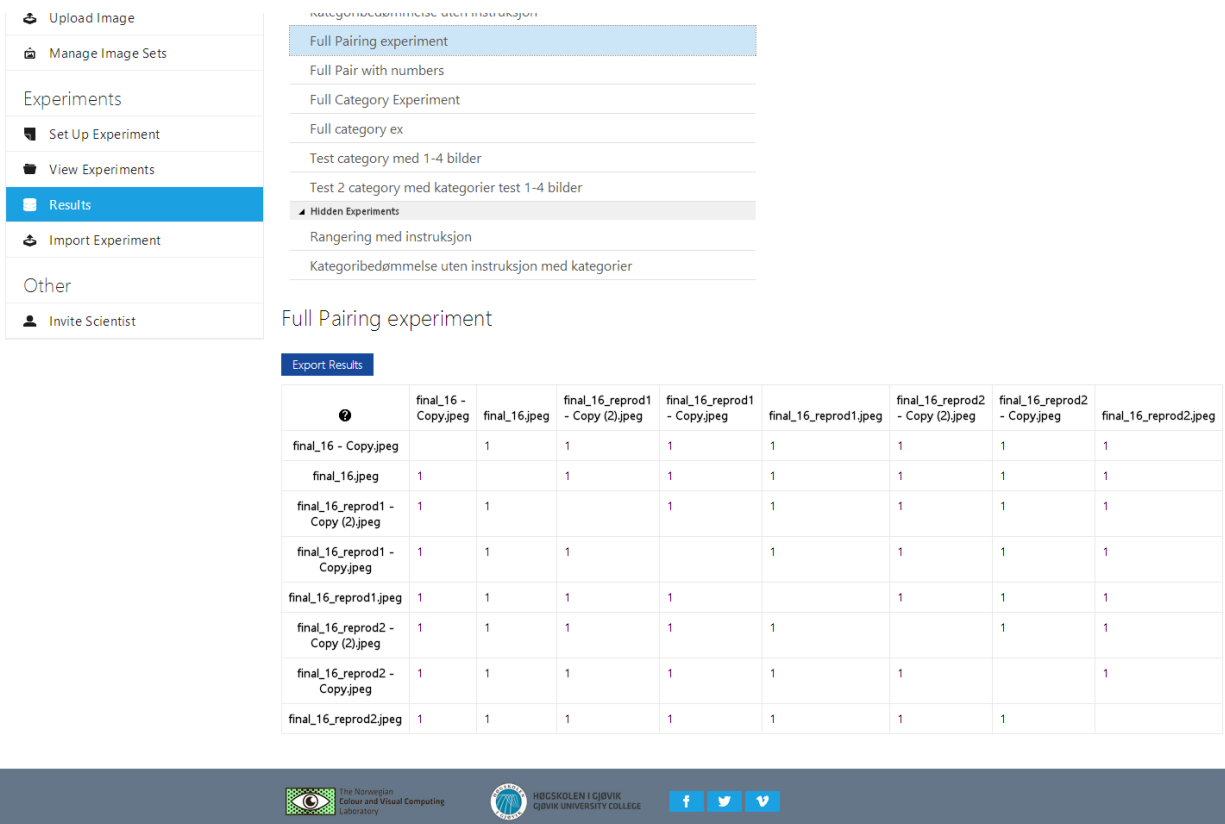 Upload Image
Manage Image Sets
Experiments
Set Up Experiment
View Experiments
Results
Import Experiment
Other
Invite Scientist
Kategoribedømmelse uten instruksjon
Full Pairing experiment
Full Pair with numbers
Full Category Experiment
Full category ex
Test category med 1-4 bilder
Test 2 category med kategorier test 1-4 bilder
Hidden Experiments
Rangering med instruksjon
Kategoribedømmelse uten instruksjon med kategorier
Full Pairing experiment
Export Results
? final_16 - Copy.jpeg final_16.jpeg final_16_reprod1 - Copy (2).jpeg final_16_reprod1 - Copy.jpeg final_16_reprod1.jpeg final_16_reprod2 - Copy (2).jpeg final_16_reprod2 - Copy.jpeg final_16_reprod2.jpeg
final_16 - Copy.jpeg 1 1 1 1 1 1 1
final_16.jpeg 1 1 1 1 1 1 1
final_16_reprod1 - Copy (2).jpeg 1 1 1 1 1 1 1
final_16_reprod1 - Copy.jpeg 1 1 1 1 1 1 1
final_16_reprod1.jpeg 1 1 1 1 1 1 1
final_16_reprod2 - Copy (2).jpeg 1 1 1 1 1 1 1
final_16_reprod2 - Copy.jpeg 1 1 1 1 1 1 1
final_16_reprod2.jpeg 1 1 1 1 1 1 1
The Norwegian
Colour and Visual Computing
Laboratory
HØGSKOLEN I GJØVIK
HØGSKOLEN I GJØVIK
GJØVIK UNIVERSITY COLLEGE